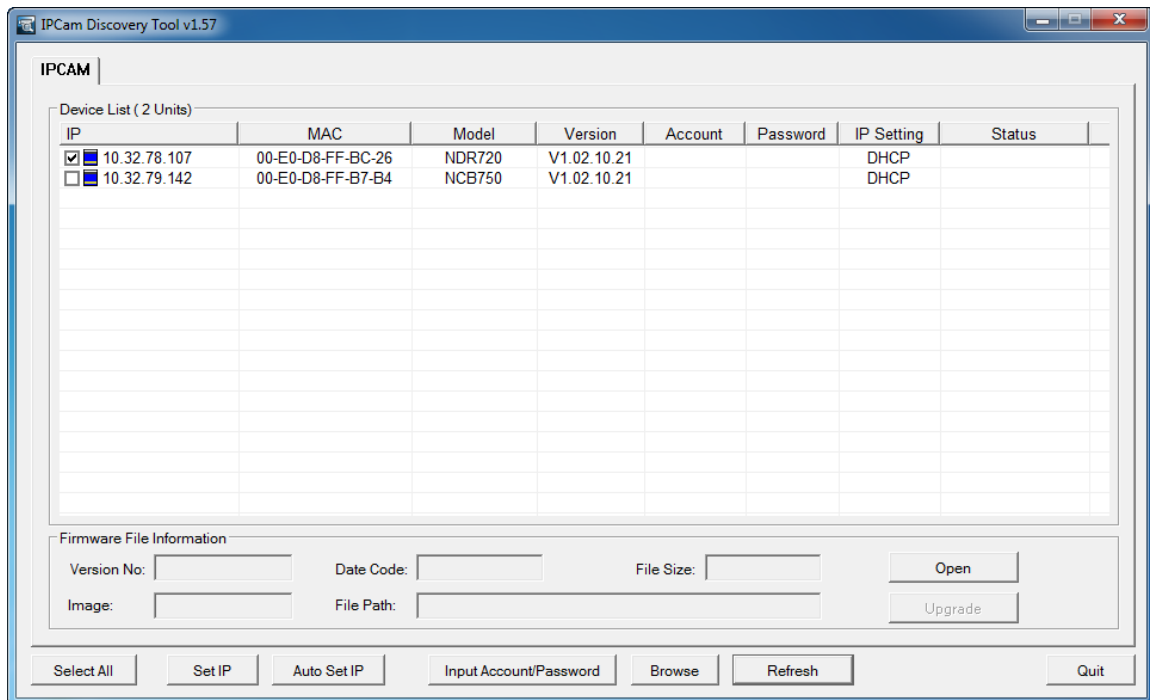 IPCam Discovery Tool v1.57
IPCAM
Device List ( 2 Units)
IP MAC Model Version Account Password IP Setting Status
10.32.78.107 00-E0-D8-FF-BC-26 NDR720 V1.02.10.21 DHCP
10.32.79.142 00-E0-D8-FF-B7-B4 NCB750 V1.02.10.21 DHCP
Firmware File Information
Version No: Date Code: File Size: Open
Image: File Path: Upgrade
Select All Set IP Auto Set IP Input Account/Password Browse Refresh Quit